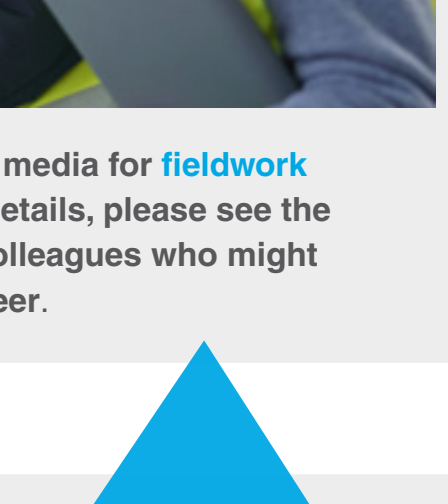 media for fieldwork
etails, please see the
olleagues who might
eer.